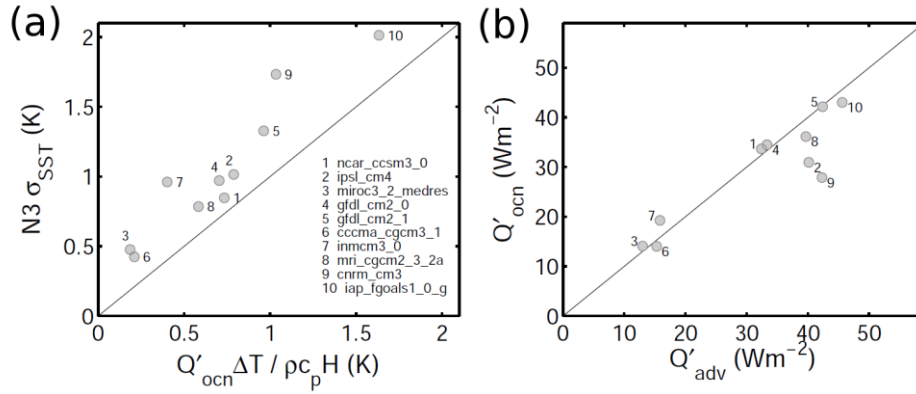 (a)
2
1.5
1
0.5
0
0
0.5
1
1.5
2
N3 σSST (K)
Q′ocnΔT / ρcpH (K)
10
9
5
2
4
7
1
8
3
6
1 ncar_ccsm3_0
2 ipsl_cm4
3 miroc3_2_medres
4 gfdl_cm2_0
5 gfdl_cm2_1
6 cccma_cgcm3_1
7 inmcm3_0
8 mri_cgcm2_3_2a
9 cnrm_cm3
10 iap_fgoals1_0_g
(b)
50
40
30
20
10
0
0
10
20
30
40
50
Q′ocn (Wm−2)
Q′adv (Wm−2)
5
10
1
4
8
2
9
7
3
6